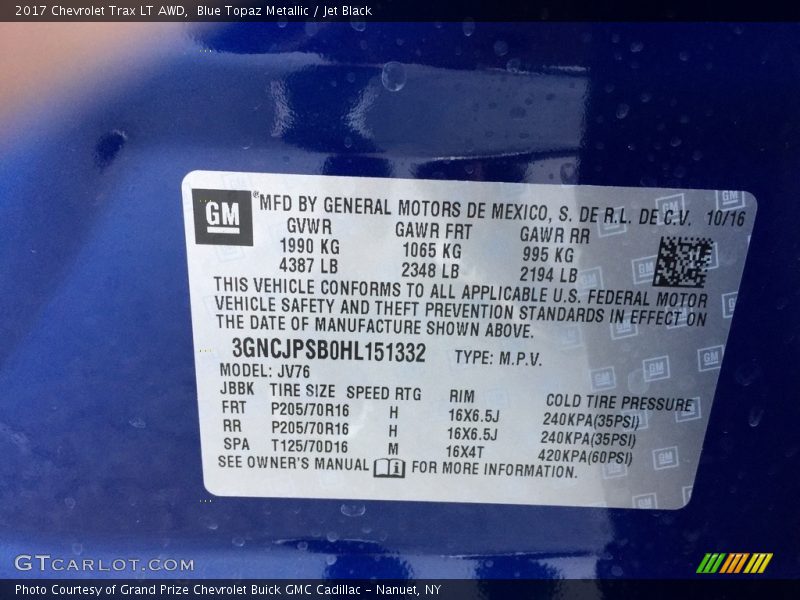 2017 Chevrolet Trax LT AWD, Blue Topaz Metallic / Jet Black
GM ® MFD BY GENERAL MOTORS DE MEXICO, S. DE R.L. DE C.V. 10/16
GVWR GAWR FRT GAWR RR
1990 KG 1065 KG 995 KG
4387 LB 2348 LB 2194 LB
THIS VEHICLE CONFORMS TO ALL APPLICABLE U.S. FEDERAL MOTOR
VEHICLE SAFETY AND THEFT PREVENTION STANDARDS IN EFFECT ON
THE DATE OF MANUFACTURE SHOWN ABOVE.
3GNCJPSB0HL151332 TYPE: M.P.V.
MODEL: JV76
JBBK TIRE SIZE SPEED RTG RIM COLD TIRE PRESSURE
FRT P205/70R16 H 16X6.5J 240KPA(35PSI)
RR P205/70R16 H 16X6.5J 240KPA(35PSI)
SPA T125/70D16 M 16X4T 420KPA(60PSI)
SEE OWNER'S MANUAL i FOR MORE INFORMATION.
GTCARLOT.COM
Photo Courtesy of Grand Prize Chevrolet Buick GMC Cadillac - Nanuet, NY